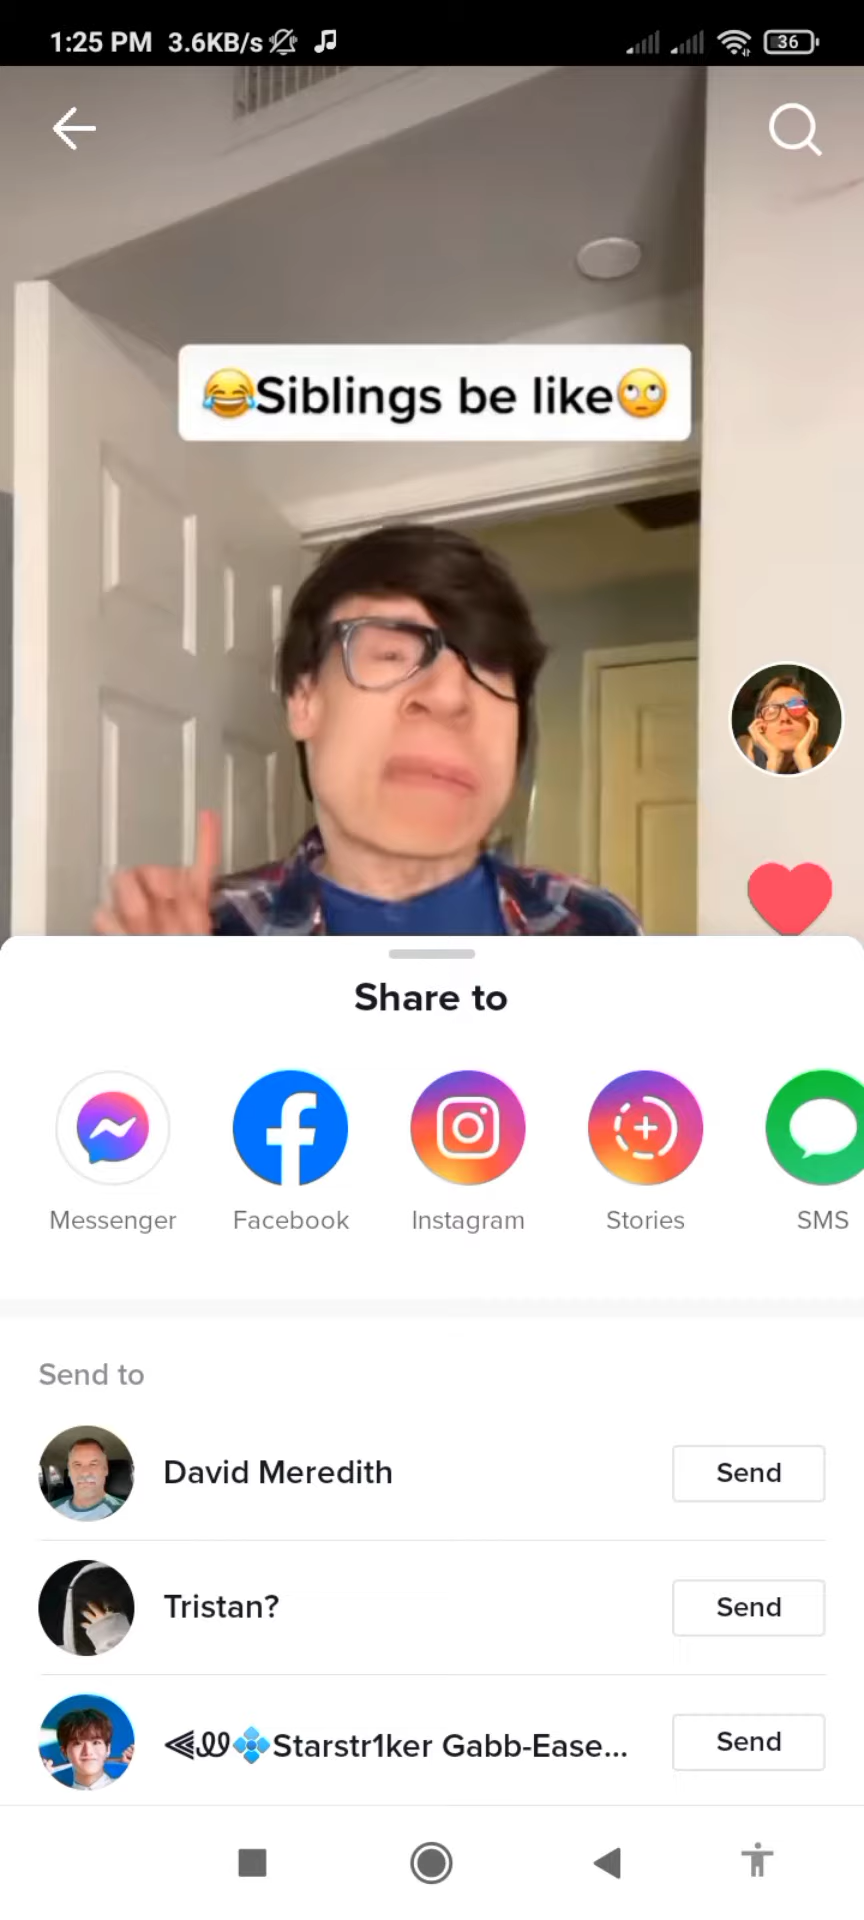 1:25 PM 3.6KB/s
36
😂Siblings be like🙄
Share to
Messenger
Facebook
Instagram
Stories
SMS
Send to
David Meredith
Send
Tristan?
Send
Starstr1ker Gabb-Ease...
Send